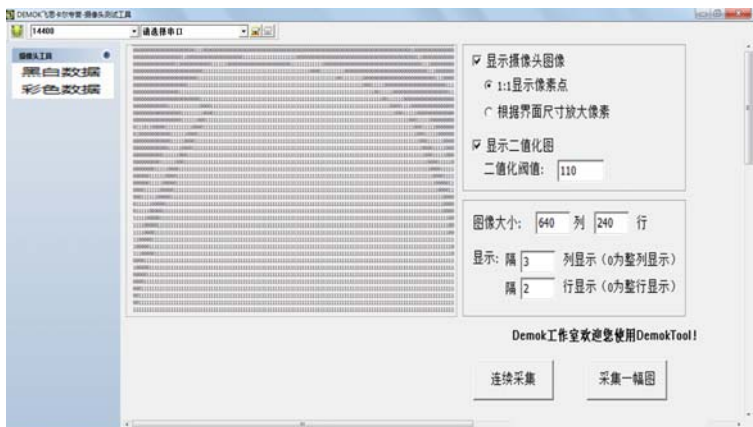 DEMOK飞思卡尔专营-摄像头测试工具
14400
请选择串口
摄像头工具
黑白数据
彩色数据
显示摄像头图像
1:1显示像素点
根据界面尺寸放大像素
显示二值化图
二值化阀值: 110
图像大小: 640 列 240 行
显示: 隔 3 列显示 (0为整列显示)
隔 2 行显示 (0为整行显示)
Demok工作室欢迎您使用DemokTool!
连续采集 采集一幅图